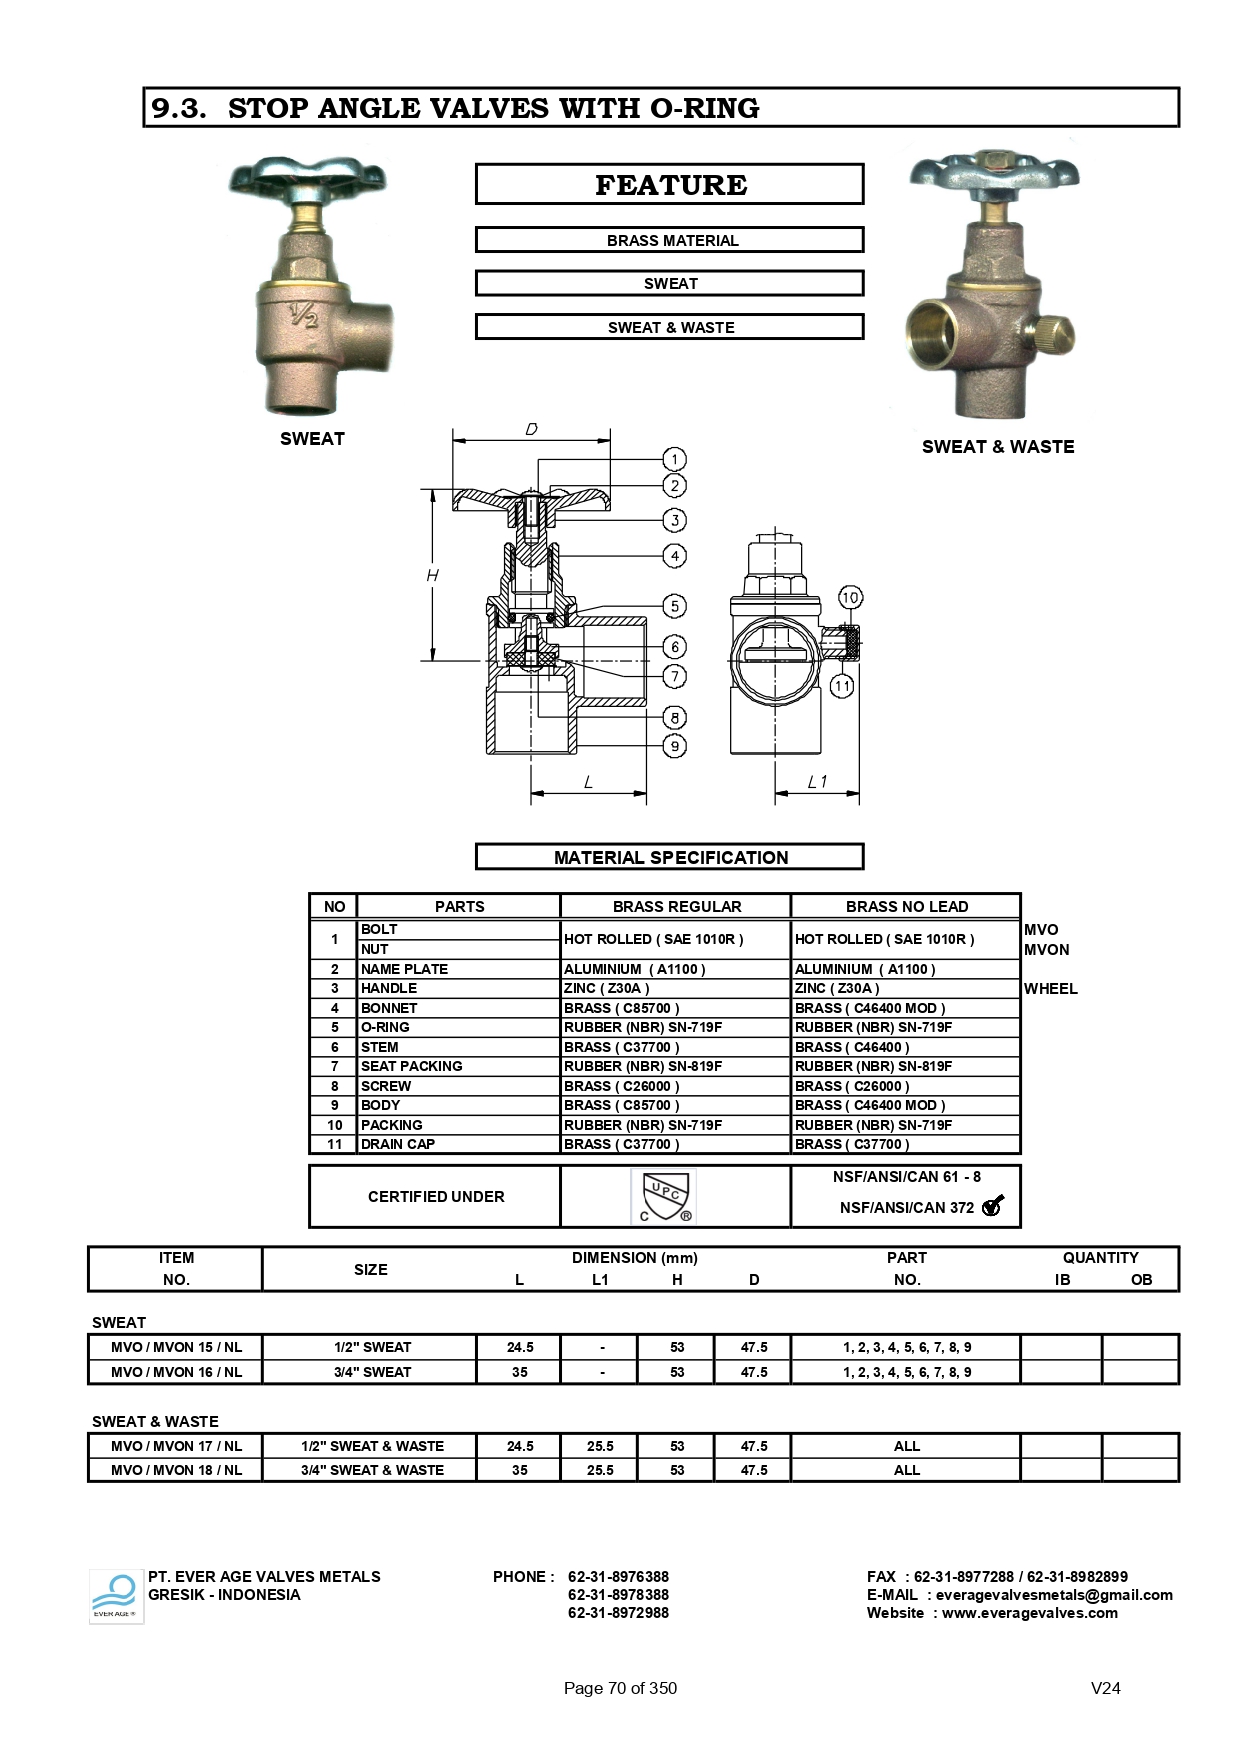 9.3. STOP ANGLE VALVES WITH O-RING
FEATURE
BRASS MATERIAL
SWEAT
SWEAT & WASTE
1/2
SWEAT
SWEAT & WASTE
D
1
2
3
4
H
5
6
7
8
9
10
11
L
L1
MATERIAL SPECIFICATION
NO PARTS BRASS REGULAR BRASS NO LEAD
1 BOLT HOT ROLLED ( SAE 1010R ) HOT ROLLED ( SAE 1010R ) MVO
NUT MVON
2 NAME PLATE ALUMINIUM ( A1100 ) ALUMINIUM ( A1100 )
3 HANDLE ZINC ( Z30A ) ZINC ( Z30A ) WHEEL
4 BONNET BRASS ( C85700 ) BRASS ( C46400 MOD )
5 O-RING RUBBER (NBR) SN-719F RUBBER (NBR) SN-719F
6 STEM BRASS ( C37700 ) BRASS ( C46400 )
7 SEAT PACKING RUBBER (NBR) SN-819F RUBBER (NBR) SN-819F
8 SCREW BRASS ( C26000 ) BRASS ( C26000 )
9 BODY BRASS ( C85700 ) BRASS ( C46400 MOD )
10 PACKING RUBBER (NBR) SN-719F RUBBER (NBR) SN-719F
11 DRAIN CAP BRASS ( C37700 ) BRASS ( C37700 )
CERTIFIED UNDER
UPC
C ®
NSF/ANSI/CAN 61 - 8
NSF/ANSI/CAN 372
ITEM DIMENSION (mm) PART QUANTITY
NO. SIZE L L1 H D NO. IB OB
SWEAT
MVO / MVON 15 / NL 1/2" SWEAT 24.5 - 53 47.5 1, 2, 3, 4, 5, 6, 7, 8, 9
MVO / MVON 16 / NL 3/4" SWEAT 35 - 53 47.5 1, 2, 3, 4, 5, 6, 7, 8, 9
SWEAT & WASTE
MVO / MVON 17 / NL 1/2" SWEAT & WASTE 24.5 25.5 53 47.5 ALL
MVO / MVON 18 / NL 3/4" SWEAT & WASTE 35 25.5 53 47.5 ALL
EVER AGE ®
PT. EVER AGE VALVES METALS PHONE : 62-31-8976388 FAX : 62-31-8977288 / 62-31-8982899
GRESIK - INDONESIA 62-31-8978388 E-MAIL : everagevalvesmetals@gmail.com
62-31-8972988 Website : www.everagevalves.com
Page 70 of 350 V24